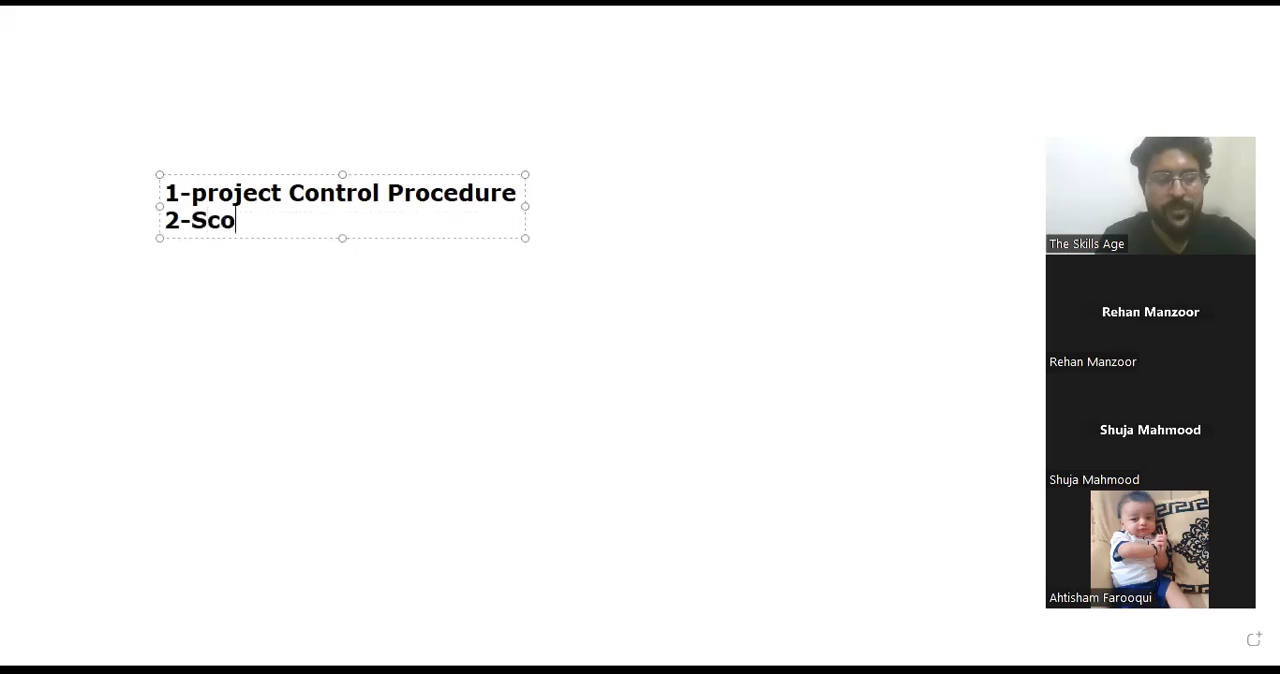 1-project Control Procedure
2-Sco
The Skills Age
Rehan Manzoor
Rehan Manzoor
Shuja Mahmood
Shuja Mahmood
Ahtisham Farooqui